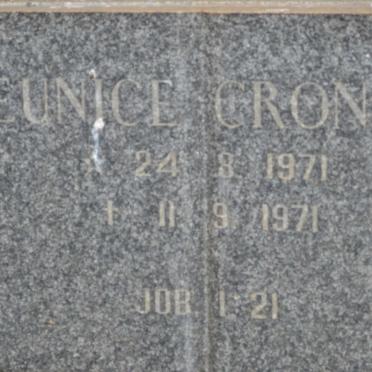 EUNICE CRON
* 24 8 1971
† 11 9 1971
JOB 1:21